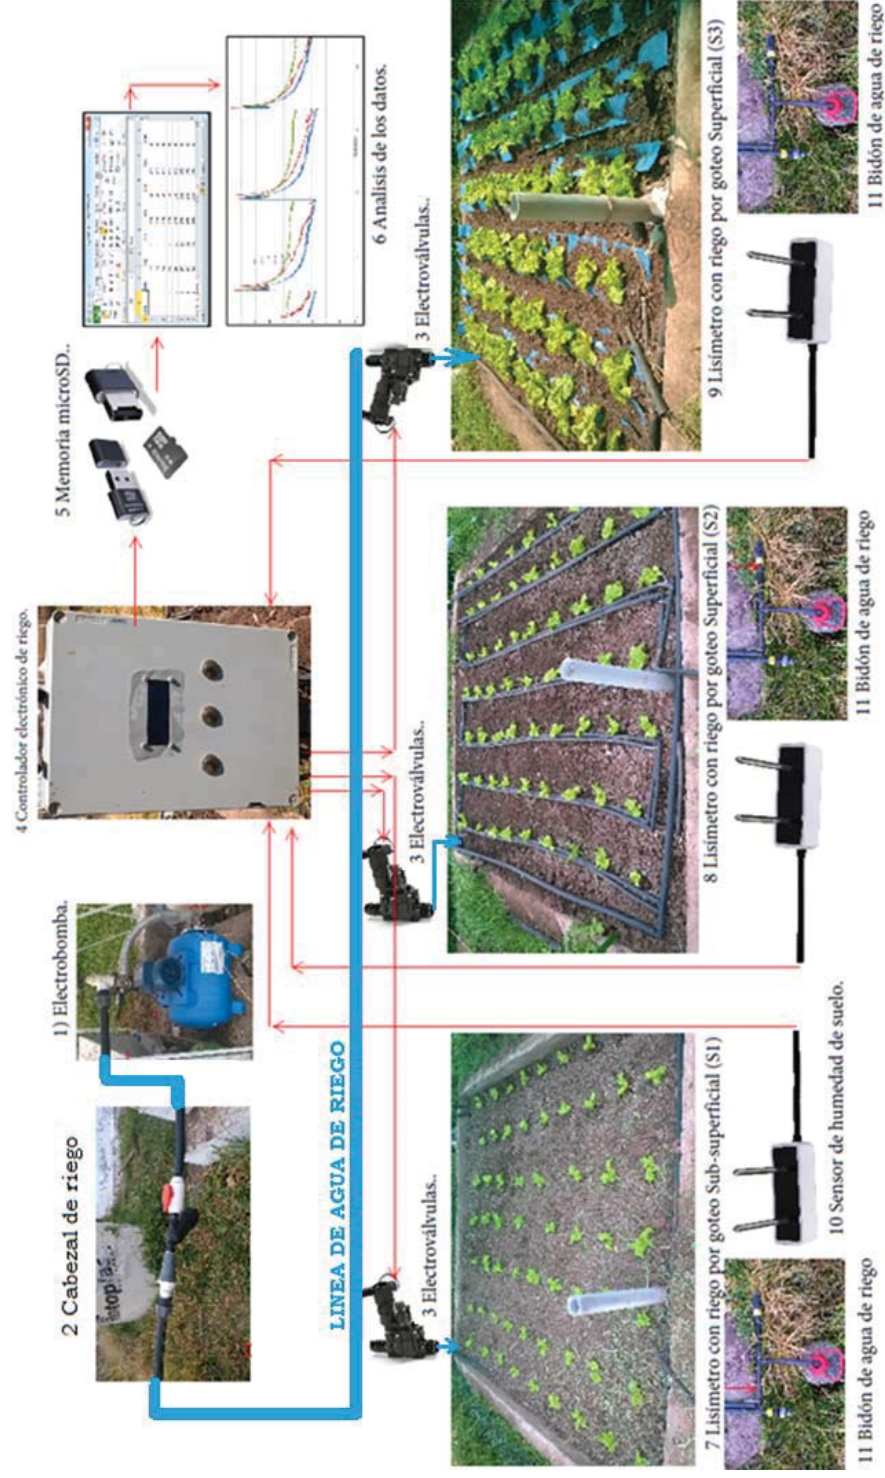 1) Electrobomba.
2 Cabezal de riego
LINEA DE AGUA DE RIEGO
4 Controlador electrónico de riego.
5 Memoria microSD..
6 Analisis de los datos.
3 Electroválvulas..
3 Electroválvulas..
3 Electroválvulas..
7 Lisímetro con riego por goteo Sub-superficial (S1)
8 Lisímetro con riego por goteo Superficial (S2)
9 Lisímetro con riego por goteo Superficial (S3)
10 Sensor de humedad de suelo.
11 Bidón de agua de riego
11 Bidón de agua de riego
11 Bidón de agua de riego